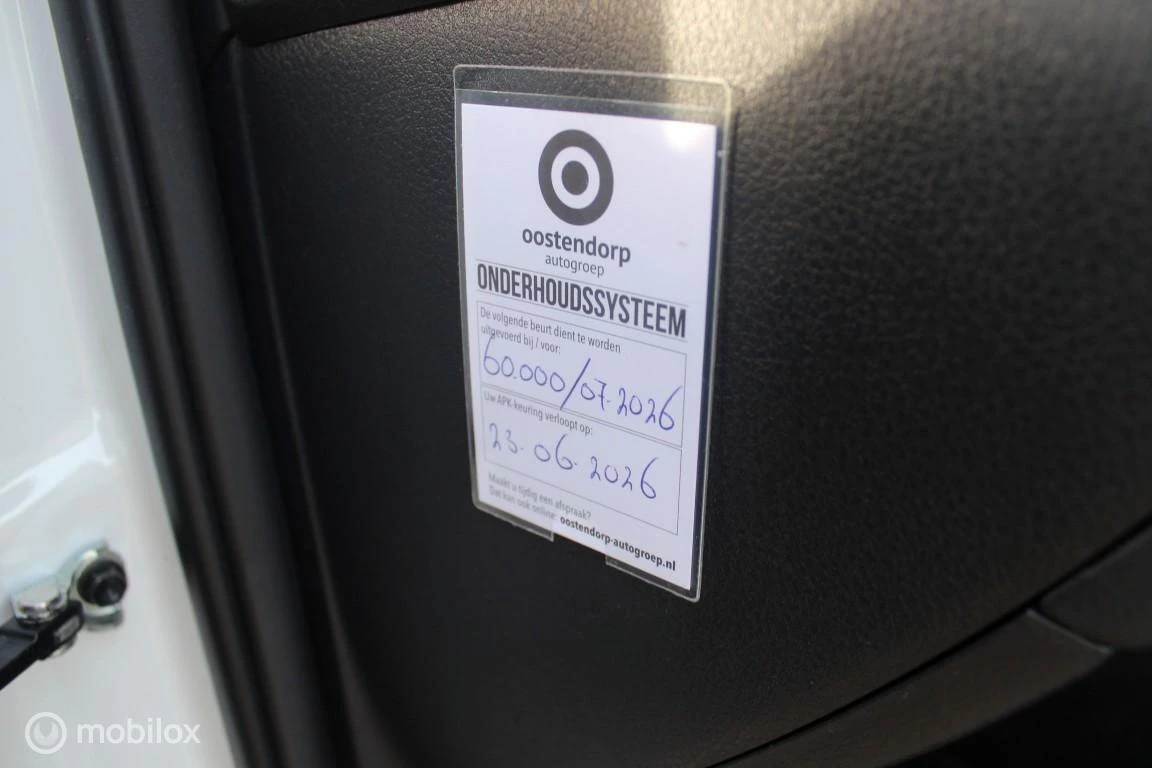 oostendorp
autogroep
ONDERHOUDSSYSTEEM
De volgende beurt dient te worden
uitgevoerd bij / voor:
60.000/07.2026
Uw APK-keuring verloopt op:
23.06.2026
Maakt u tijdig een afspraak?
Dat kan ook online: oostendorp-autogroep.nl
mobilox